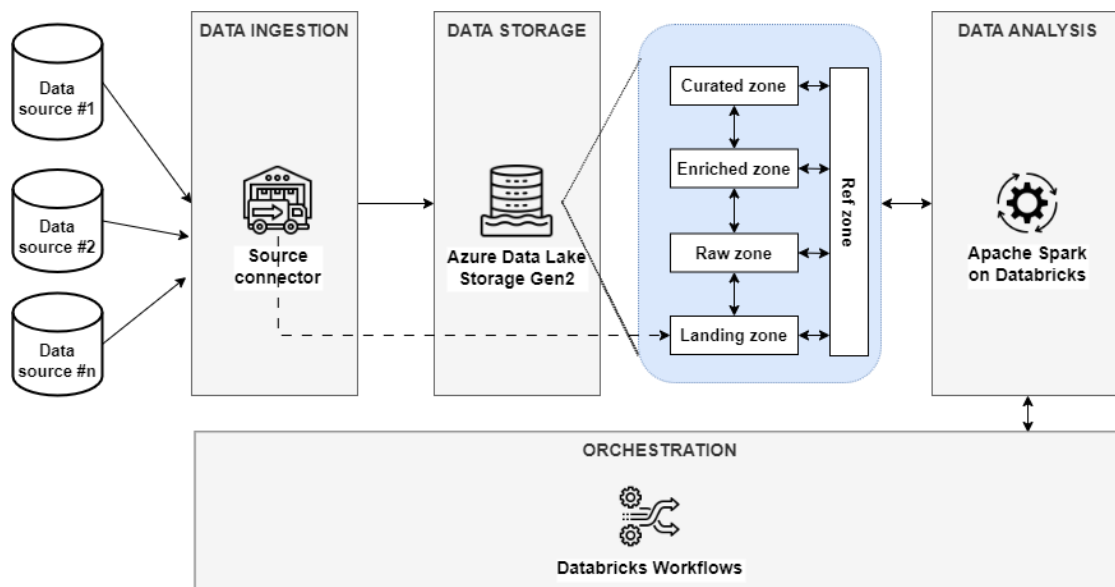 DATA INGESTION
DATA STORAGE
DATA ANALYSIS
Data
source #1
Data
source #2
Data
source #n
Source
connector
Azure Data Lake
Storage Gen2
Curated zone
Enriched zone
Raw zone
Landing zone
Ref zone
Apache Spark
on Databricks
ORCHESTRATION
Databricks Workflows